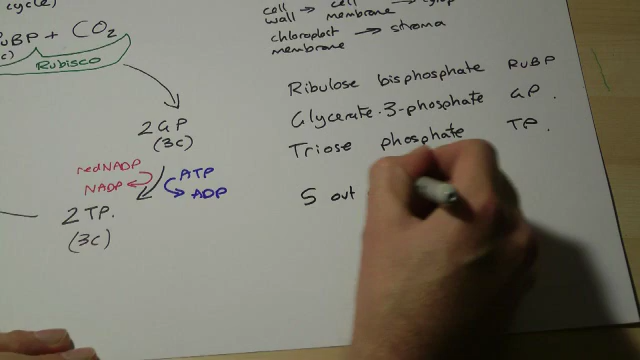 cycle)
RuBP + CO2
Rubisco
2GP
(3C)
redNADP
NADP
ATP
ADP
2TP.
(3C)
cell wall → cell membrane →
chloroplast membrane → stroma
Ribulose bisphosphate RuBP
Glycerate.3-phosphate GP.
Triose phosphate TP.
5 out